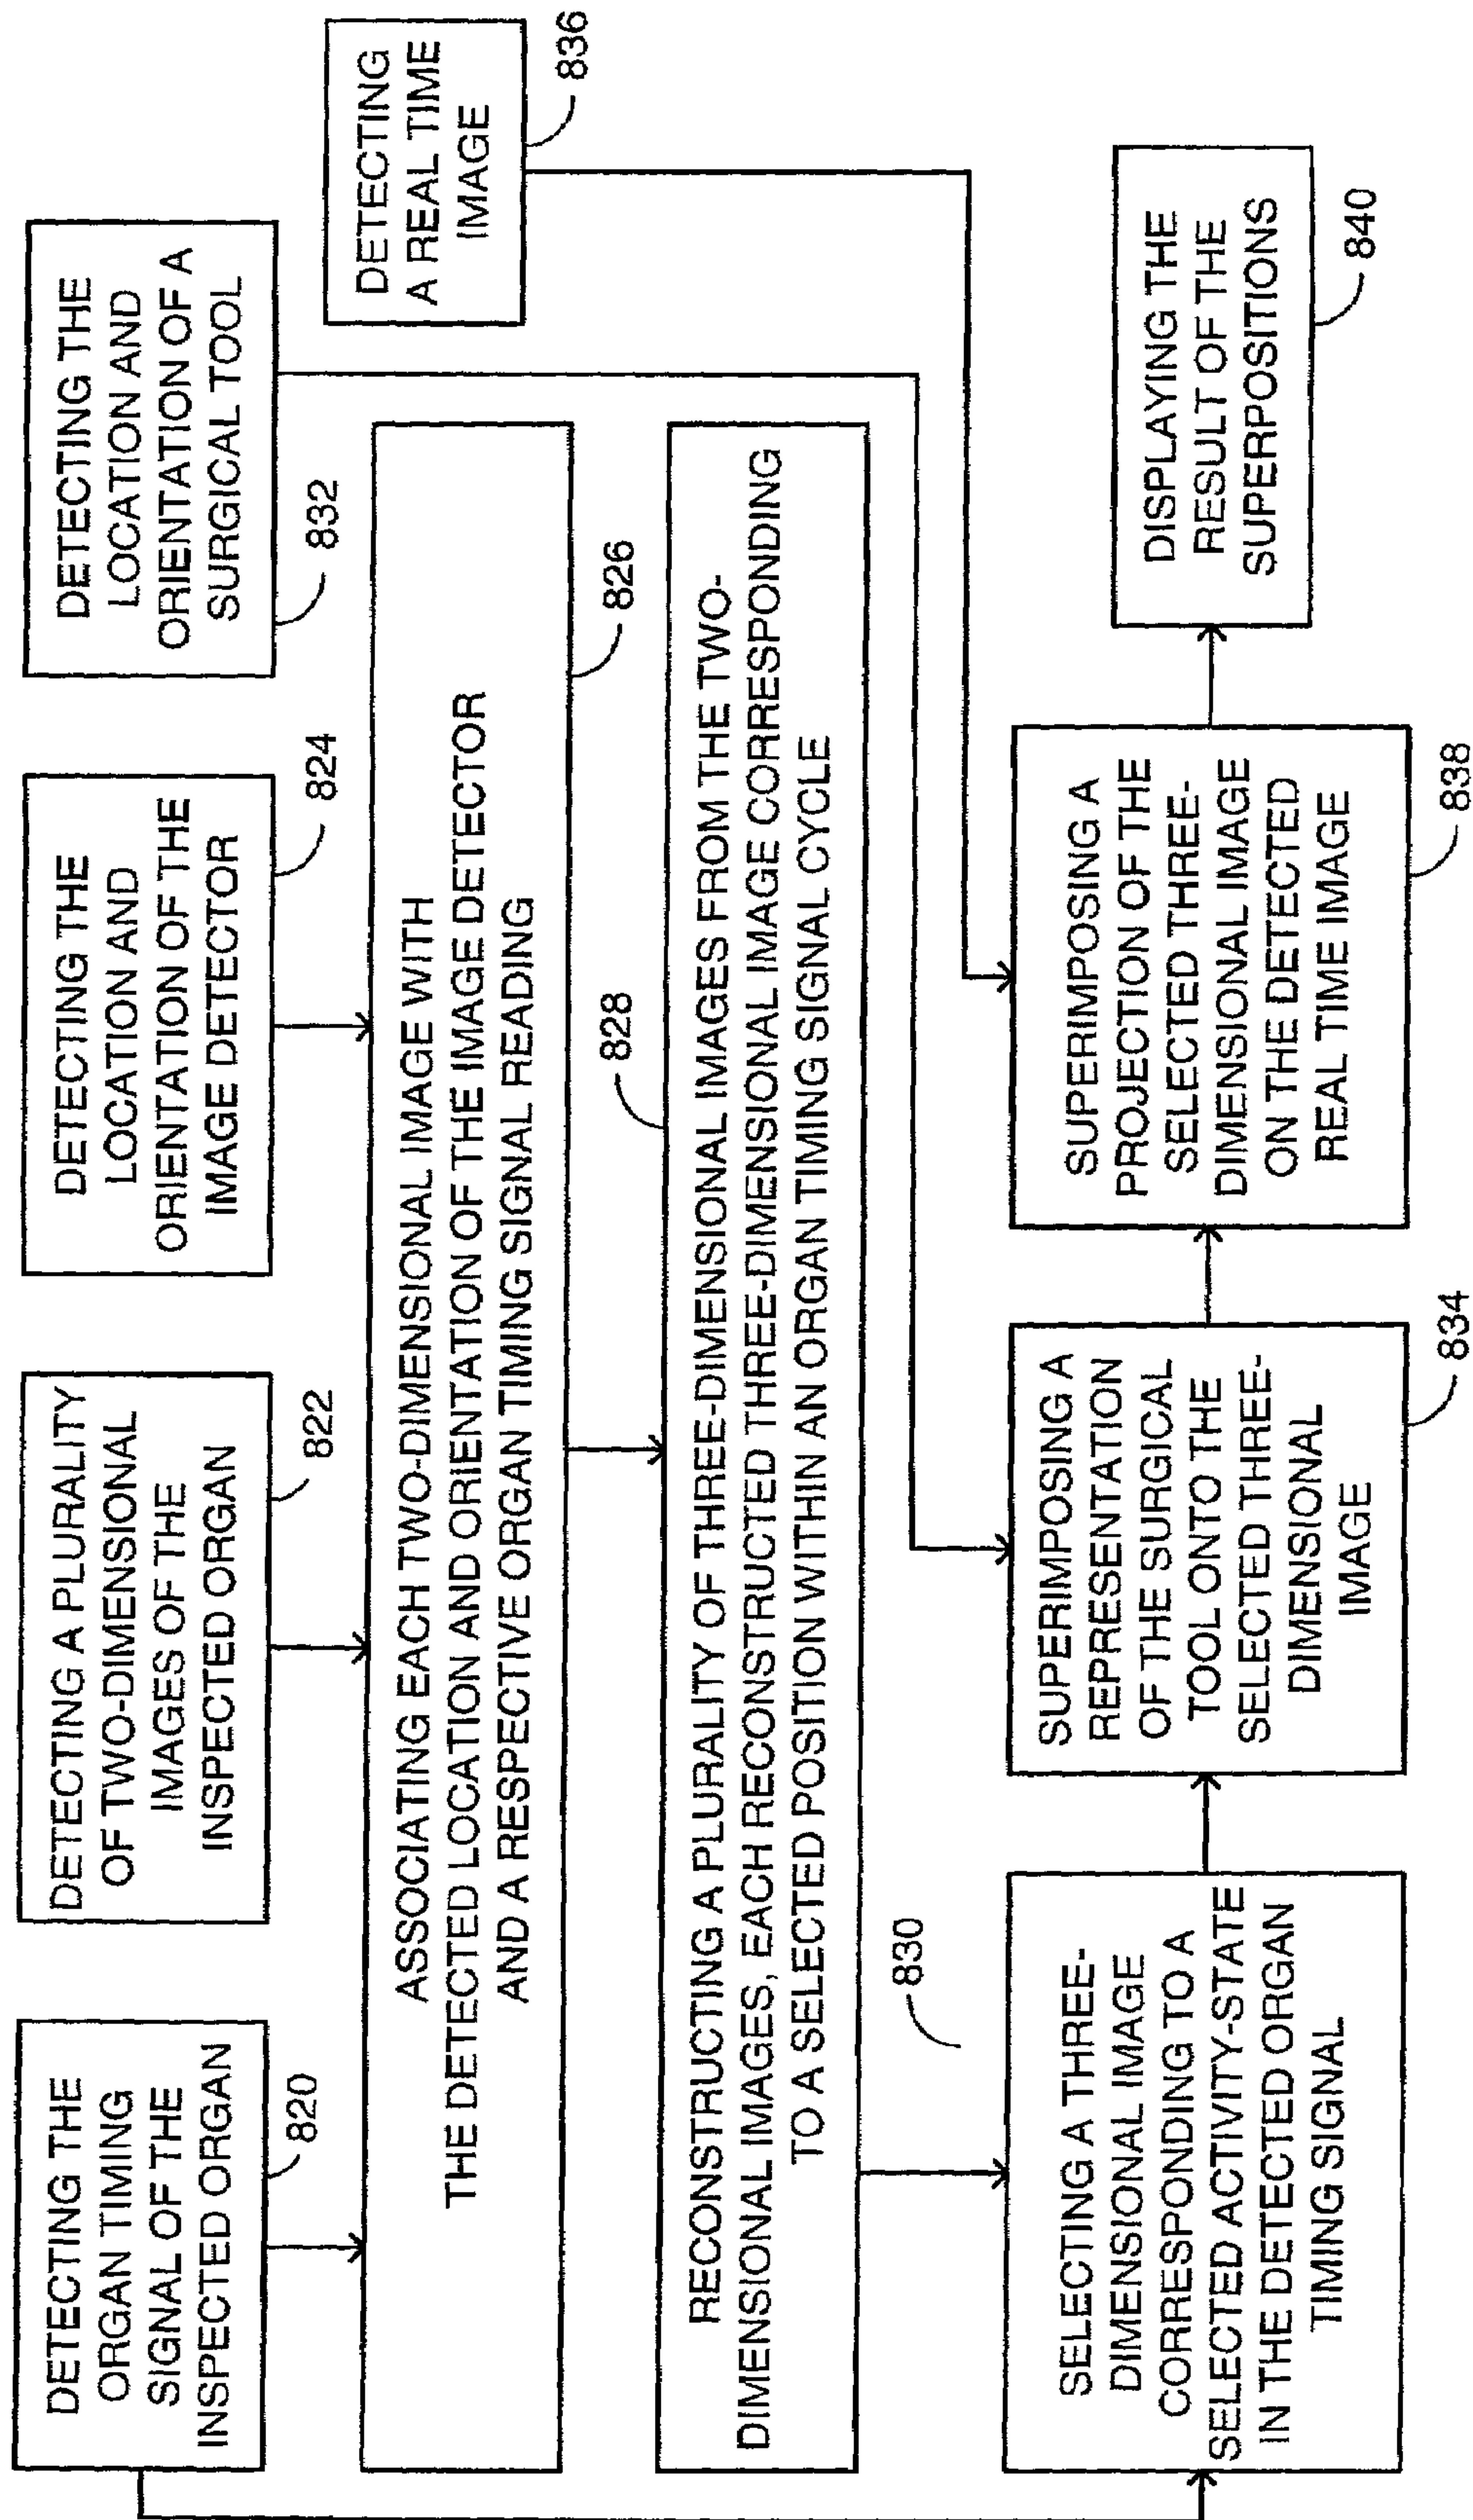 DETECTING THE
ORGAN TIMING
SIGNAL OF THE
INSPECTED ORGAN
820
DETECTING A PLURALITY
OF TWO-DIMENSIONAL
IMAGES OF THE
INSPECTED ORGAN
822
DETECTING THE
LOCATION AND
ORIENTATION OF THE
IMAGE DETECTOR
824
DETECTING THE
LOCATION AND
ORIENTATION OF A
SURGICAL TOOL
832
DETECTING
A REAL TIME
IMAGE
836
ASSOCIATING EACH TWO-DIMENSIONAL IMAGE WITH
THE DETECTED LOCATION AND ORIENTATION OF THE IMAGE DETECTOR
AND A RESPECTIVE ORGAN TIMING SIGNAL READING
826
RECONSTRUCTING A PLURALITY OF THREE-DIMENSIONAL IMAGES FROM THE TWO-
DIMENSIONAL IMAGES, EACH RECONSTRUCTED THREE-DIMENSIONAL IMAGE CORRESPONDING
TO A SELECTED POSITION WITHIN AN ORGAN TIMING SIGNAL CYCLE
828
SELECTING A THREE-
DIMENSIONAL IMAGE
CORRESPONDING TO A
SELECTED ACTIVITY-STATE
IN THE DETECTED ORGAN
TIMING SIGNAL
830
SUPERIMPOSING A
REPRESENTATION
OF THE SURGICAL
TOOL ONTO THE
SELECTED THREE-
DIMENSIONAL
IMAGE
834
SUPERIMPOSING A
PROJECTION OF THE
SELECTED THREE-
DIMENSIONAL IMAGE
ON THE DETECTED
REAL TIME IMAGE
838
DISPLAYING THE
RESULT OF THE
SUPERPOSITIONS
840